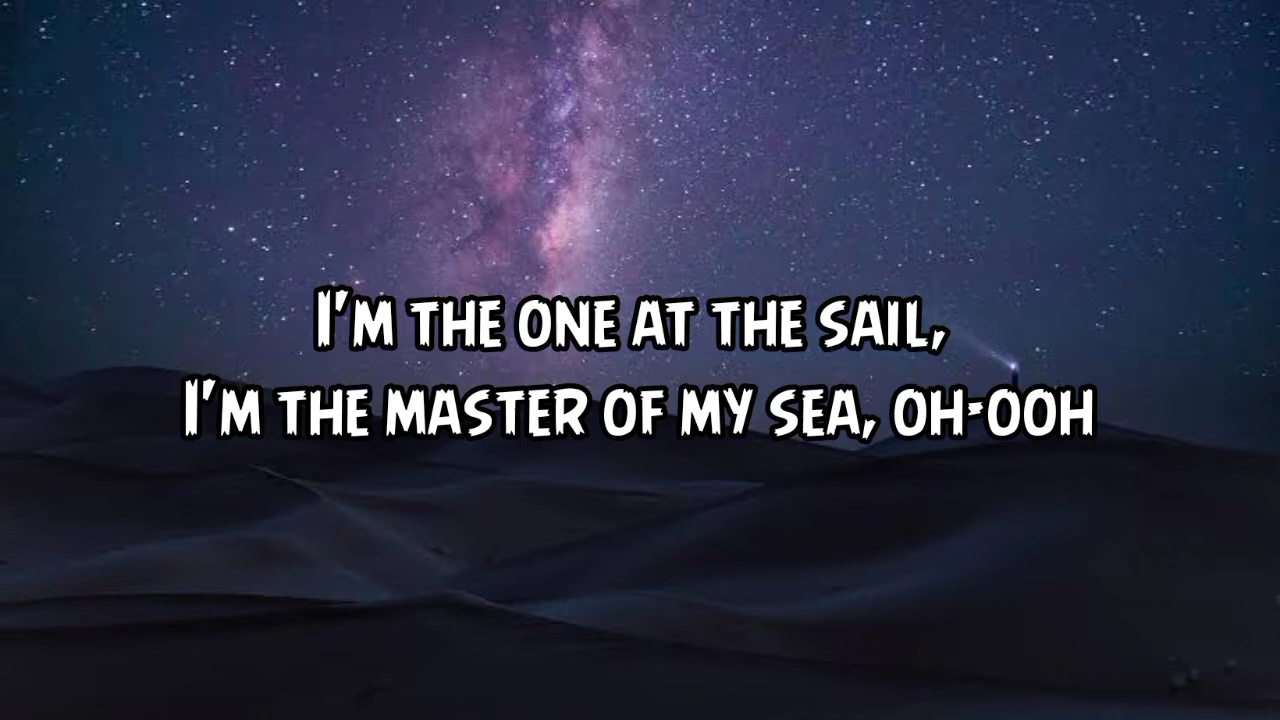 I'm the one at the sail,
I'm the master of my sea, oh-ooh